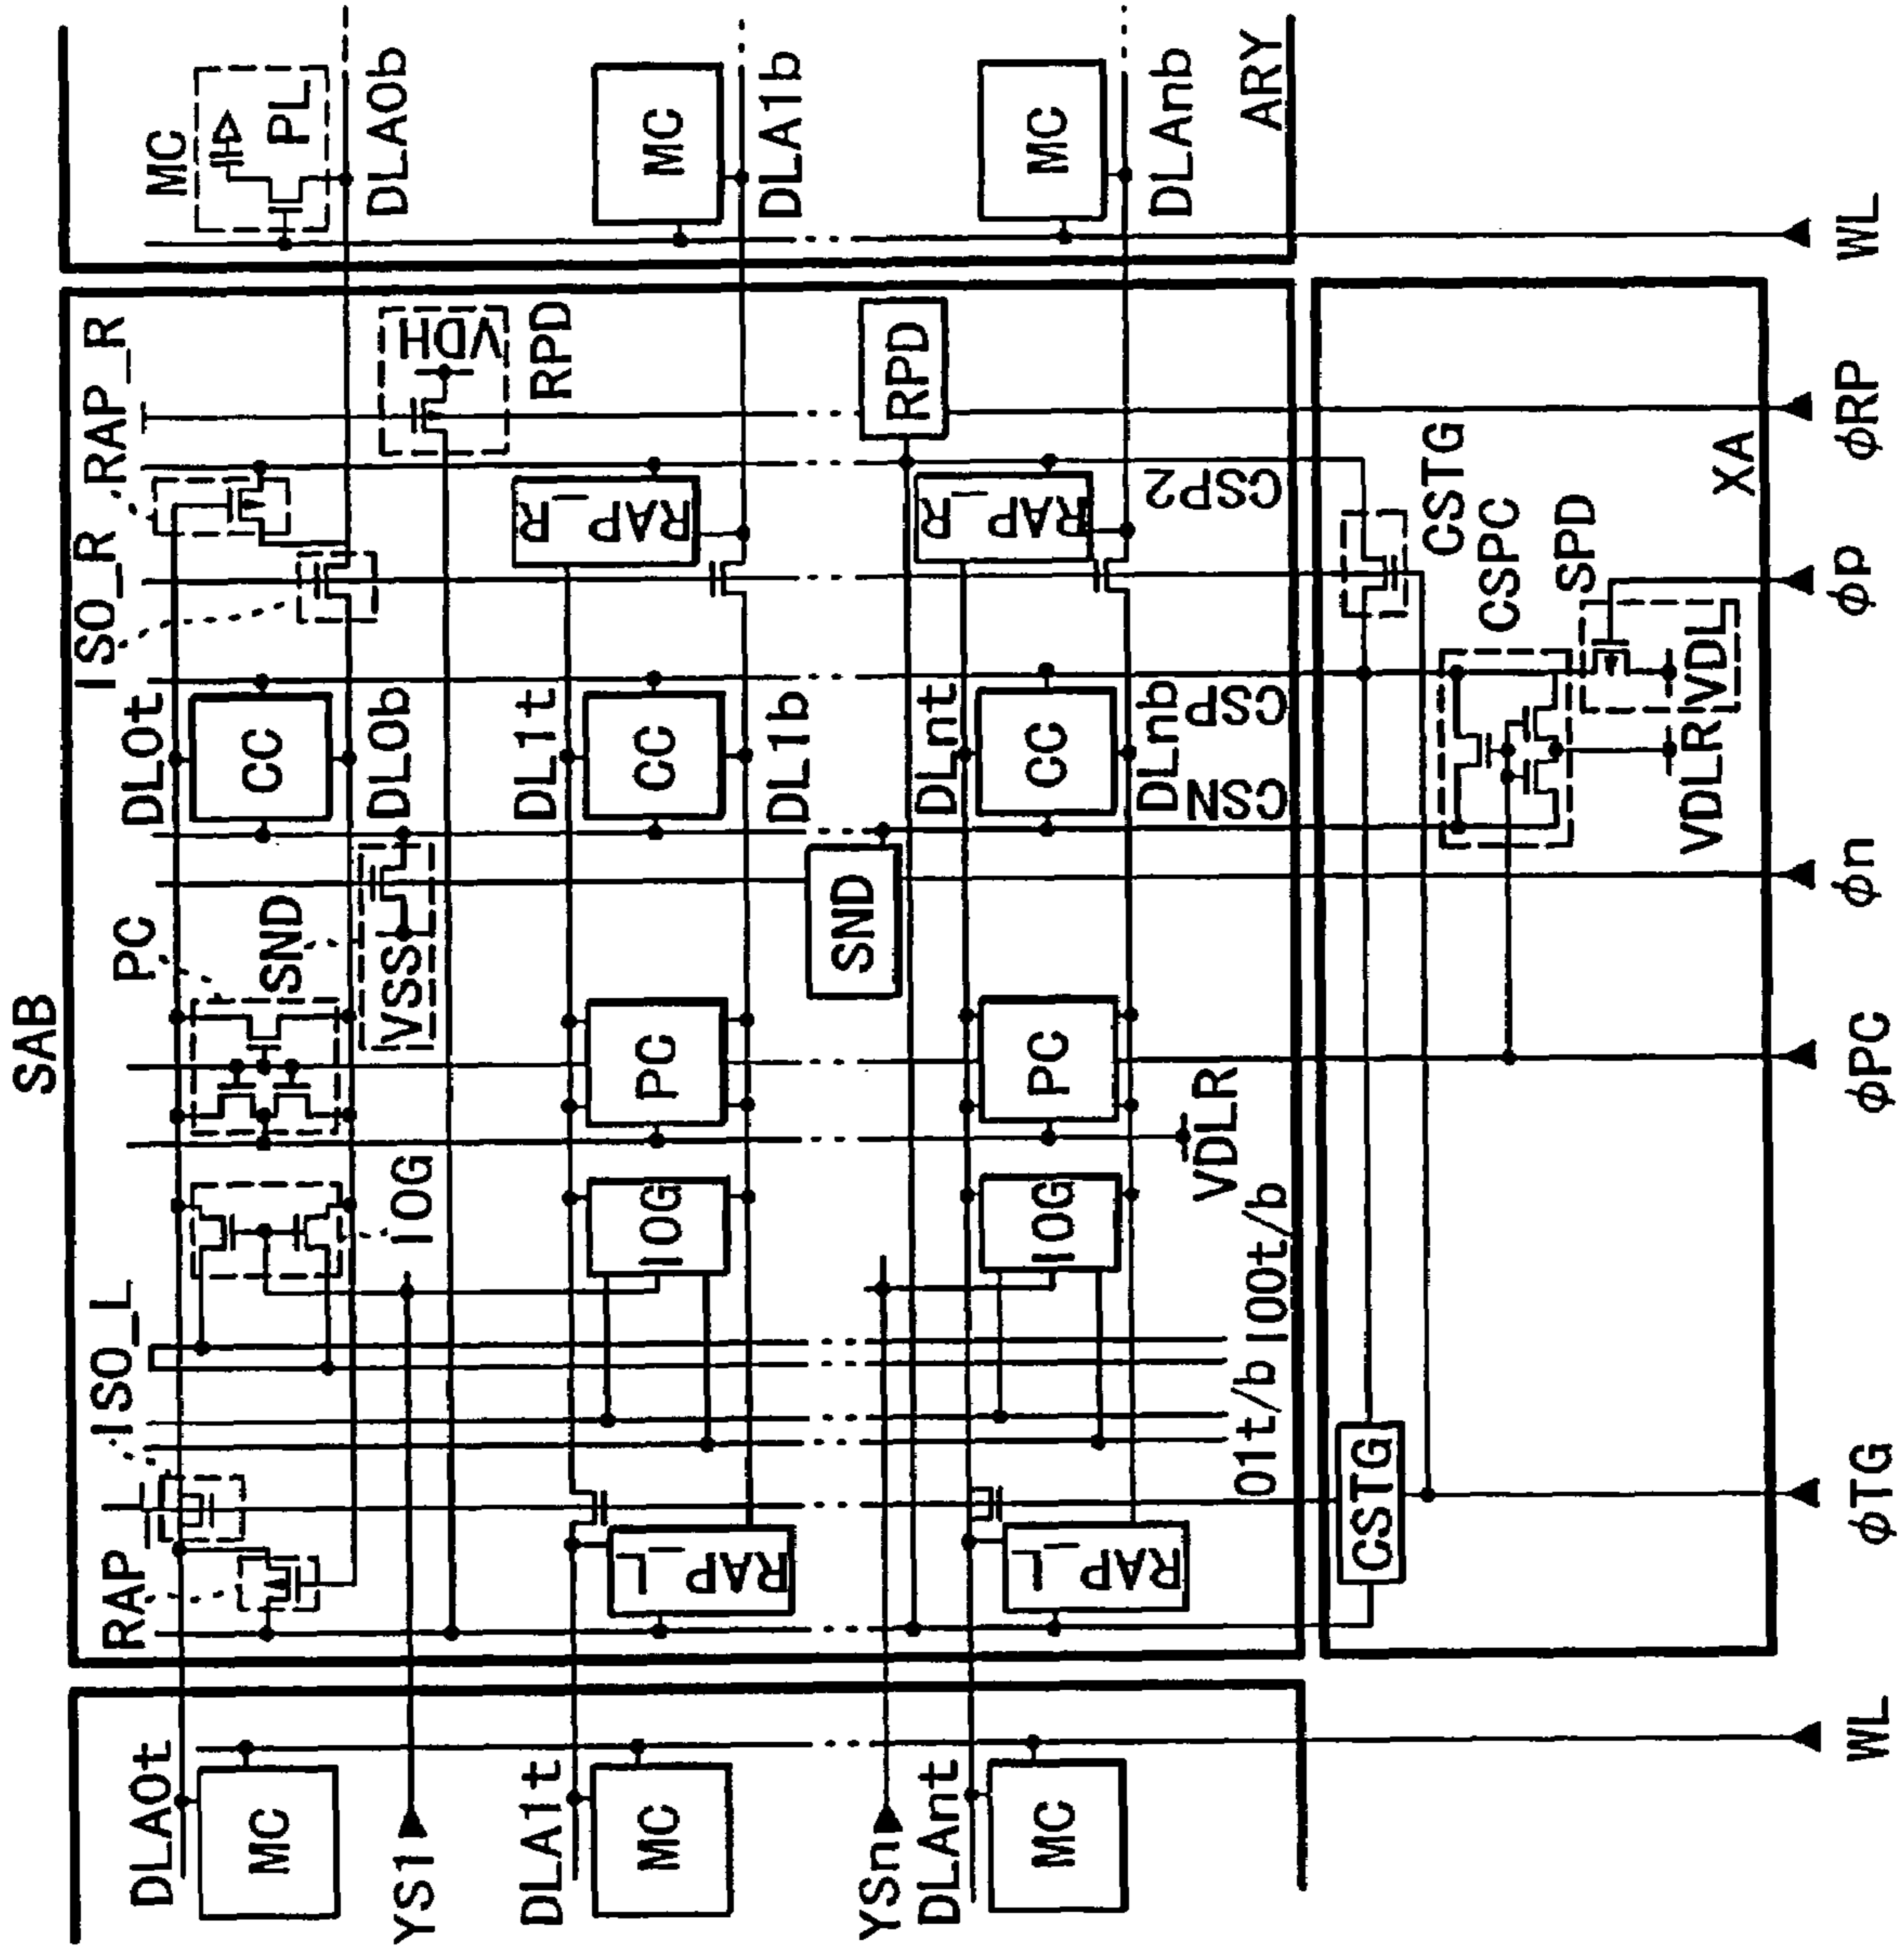 SAB
MC
PL
DLA0b
MC
DLA1b
MC
DLAnb
ARY
WL
RAP_R
VDH
RPD
RPD
ISO_R
RAP_R
RAP_R
CSP2
CSTG
CSPC
SPD
XA
φRP
φp
DL0t
CC
DL0b
DL1t
CC
DL1b
DLnt
CC
DLnb
CSP
CSN
VDL
VDLR
φn
PC
SND
VSS
SND
PC
PC
VDLR
φPC
IOG
IOG
IOG
IO0t/b
01t/b
ISO_L
RAP_L
RAP_L
RAP_L
CSTG
φTG
DLA0t
MC
YS1
DLA1t
MC
YSn
DLAnt
MC
WL